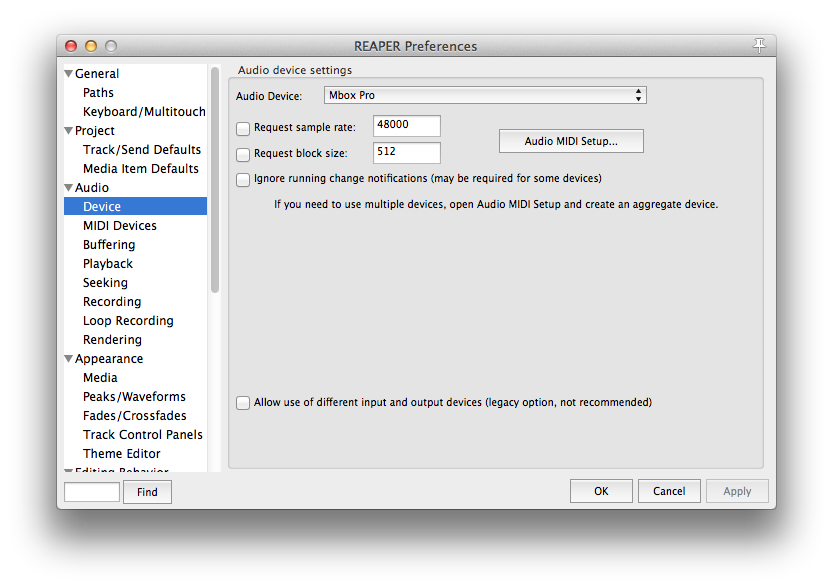 REAPER Preferences
General
Paths
Keyboard/Multitouch
Project
Track/Send Defaults
Media Item Defaults
Audio
Device
MIDI Devices
Buffering
Playback
Seeking
Recording
Loop Recording
Rendering
Appearance
Media
Peaks/Waveforms
Fades/Crossfades
Track Control Panels
Theme Editor
Editing Behavior
Find
Audio device settings
Audio Device: Mbox Pro
Request sample rate: 48000
Request block size: 512
Audio MIDI Setup...
Ignore running change notifications (may be required for some devices)
If you need to use multiple devices, open Audio MIDI Setup and create an aggregate device.
Allow use of different input and output devices (legacy option, not recommended)
OK Cancel Apply